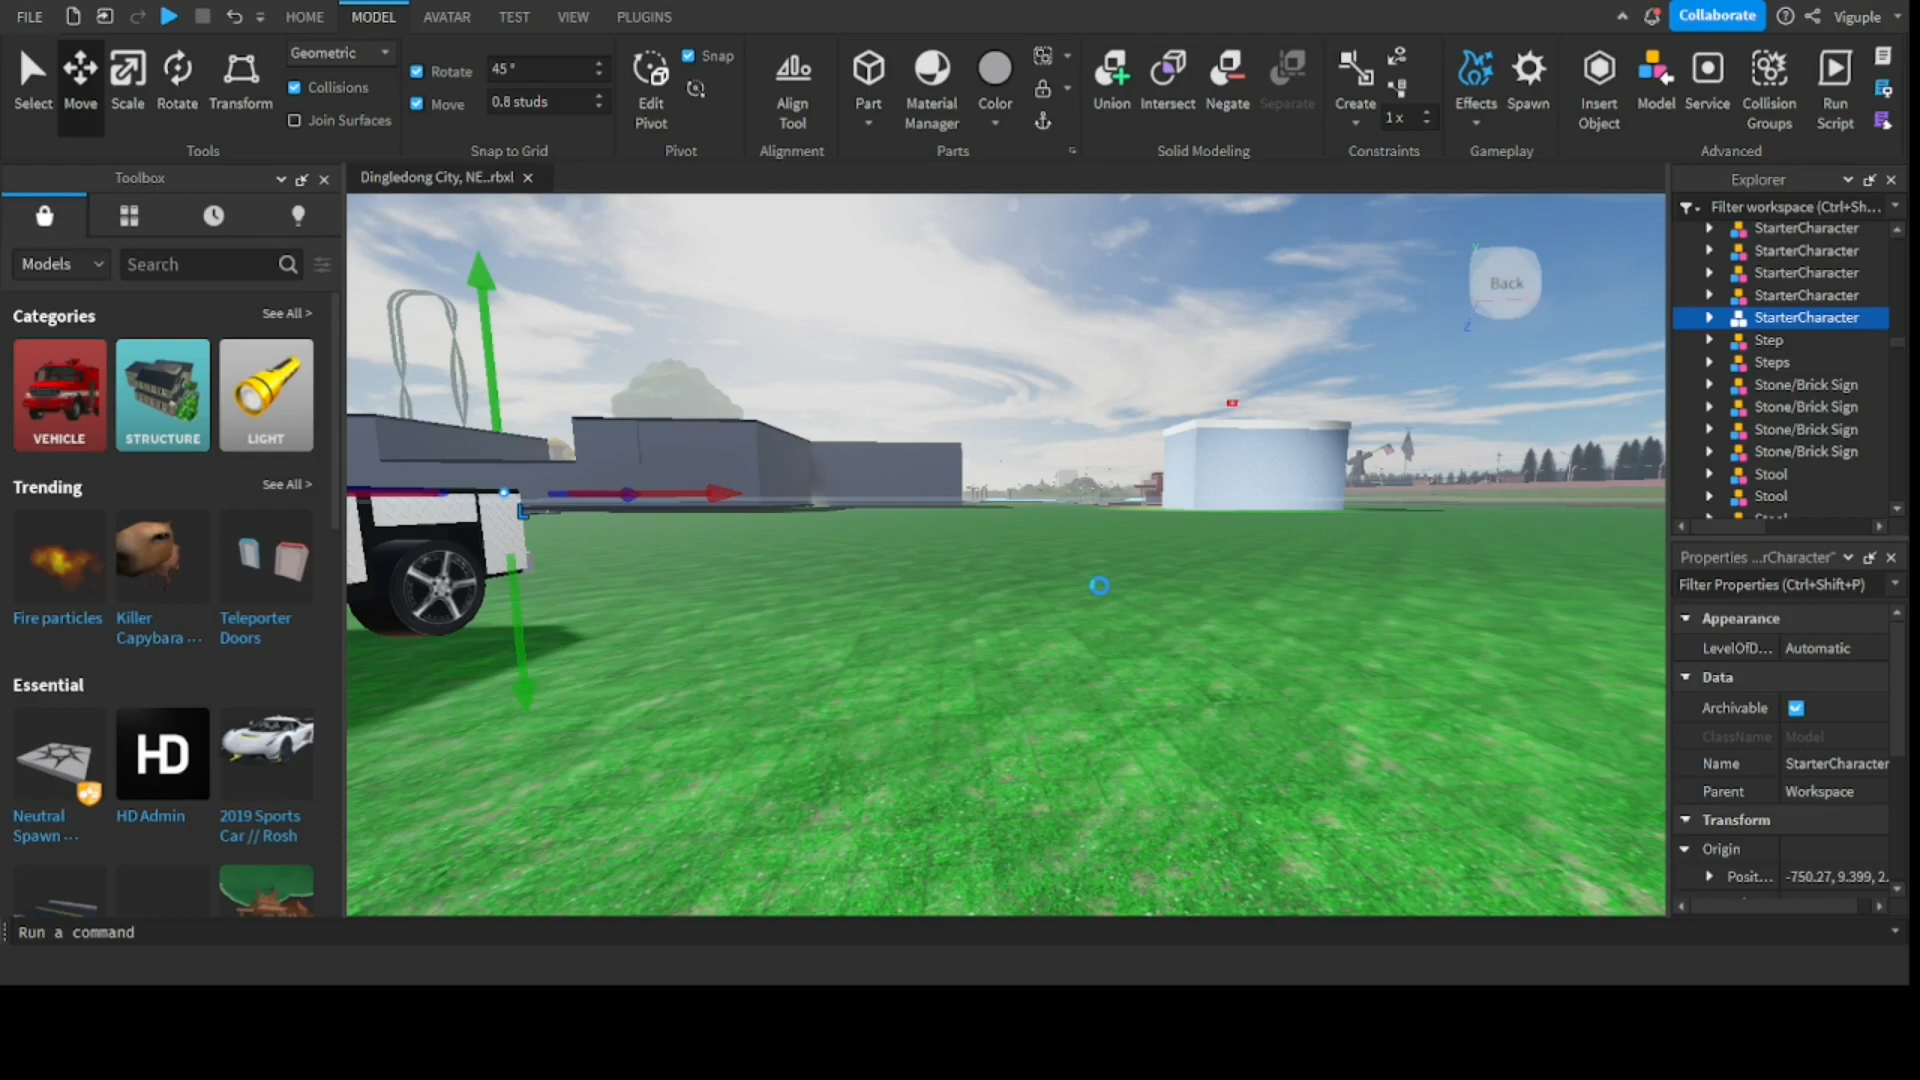 FILE HOME MODEL AVATAR TEST VIEW PLUGINS Collaborate Viguple
Select Move Scale Rotate Transform
Geometric
Collisions
Join Surfaces
Tools
Rotate 45 °
Move 0.8 studs
Snap to Grid
Edit
Pivot
Snap
Pivot
Align
Tool
Alignment
Part
Material
Manager
Color
Parts
Union Intersect Negate Separate
Solid Modeling
Create
1 x
Constraints
Effects Spawn
Gameplay
Insert
Object
Model
Service
Collision
Groups
Run
Script
Advanced
Toolbox
Models Search
Categories See All >
VEHICLE STRUCTURE LIGHT
Trending See All >
Fire particles
Killer
Capybara ...
Teleporter
Doors
Essential
HD
Neutral
Spawn ...
HD Admin
2019 Sports
Car // Rosh
Dingledong City, NE...rbxl
Back
Y
Z
Explorer
Filter workspace (Ctrl+Sh...
StarterCharacter
StarterCharacter
StarterCharacter
StarterCharacter
StarterCharacter
Step
Steps
Stone/Brick Sign
Stone/Brick Sign
Stone/Brick Sign
Stone/Brick Sign
Stool
Stool
Properties ...rCharacter"
Filter Properties (Ctrl+Shift+P)
Appearance
LevelOfD... Automatic
Data
Archivable
ClassName Model
Name StarterCharacter
Parent Workspace
Transform
Origin
Posit... -750.27, 9.399, 2.
Run a command